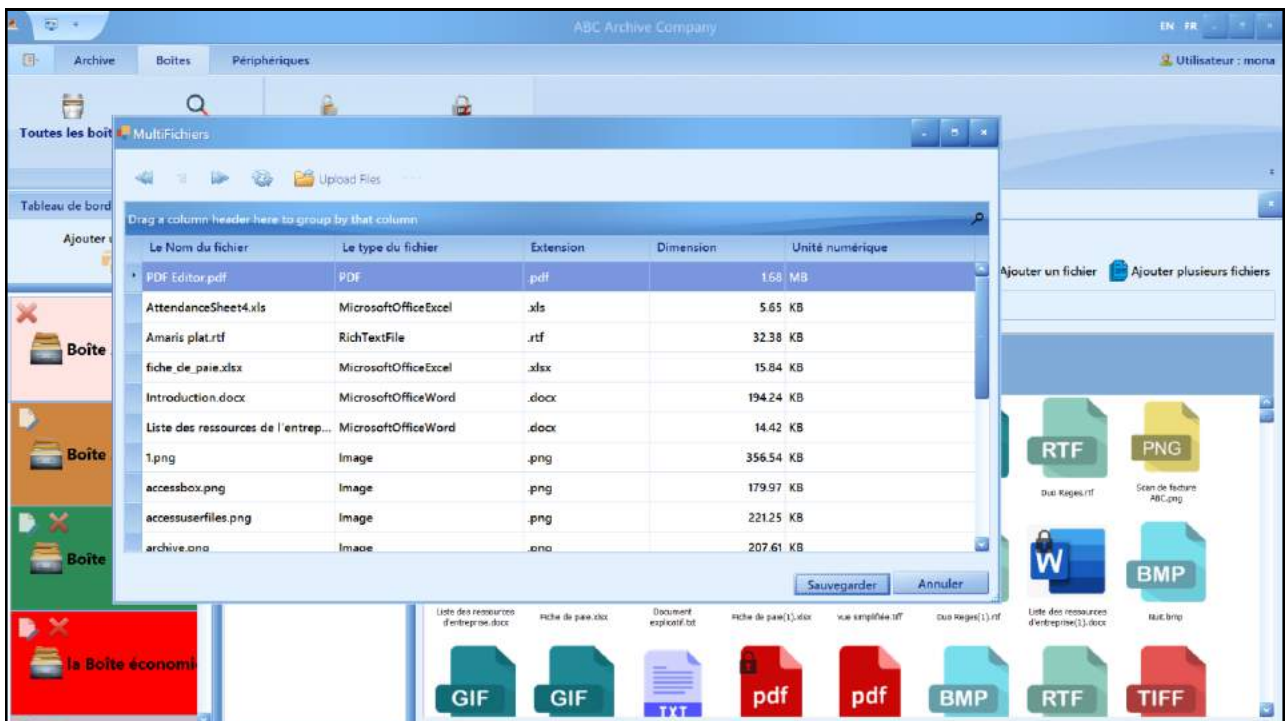 ABC Archive Company
EN FR
Archive Boîtes Périphériques
Utilisateur : mona
Toutes les boît
MultiFichiers
Upload Files
Tableau de bord
Drag a column header here to group by that column
Ajouter
Le Nom du fichier Le type du fichier Extension Dimension Unité numérique
Ajouter un fichier Ajouter plusieurs fichiers
PDF Editor.pdf PDF .pdf 1.68 MB
AttendanceSheet4.xls MicrosoftOfficeExcel .xls 5.65 KB
Amaris plat.rtf RichTextFile .rtf 32.38 KB
Boîte
fiche_de_paie.xlsx MicrosoftOfficeExcel .xlsx 15.84 KB
Introduction.docx MicrosoftOfficeWord .docx 194.24 KB
Liste des ressources de l'entrep... MicrosoftOfficeWord .docx 14.42 KB
Boîte
1.png Image .png 356.54 KB
RTF PNG
accessbox.png Image .png 179.97 KB
Duo Reges.rtf
Scan de facture
ABC.png
accessuserfiles.png Image .png 221.25 KB
archive.png Image .png 207.61 KB
Boîte
W BMP
Sauvegarder Annuler
Liste des ressources
d'entreprise.docx
Fiche de paie.xlsx
Document
explicatif.txt
Fiche de paie(1).xlsx
vue simplifiée.tiff
Duo Reges(1).rtf
Liste des ressources
d'entreprise(1).docx
Nuit.bmp
la Boîte économi
GIF GIF TXT pdf pdf BMP RTF TIFF